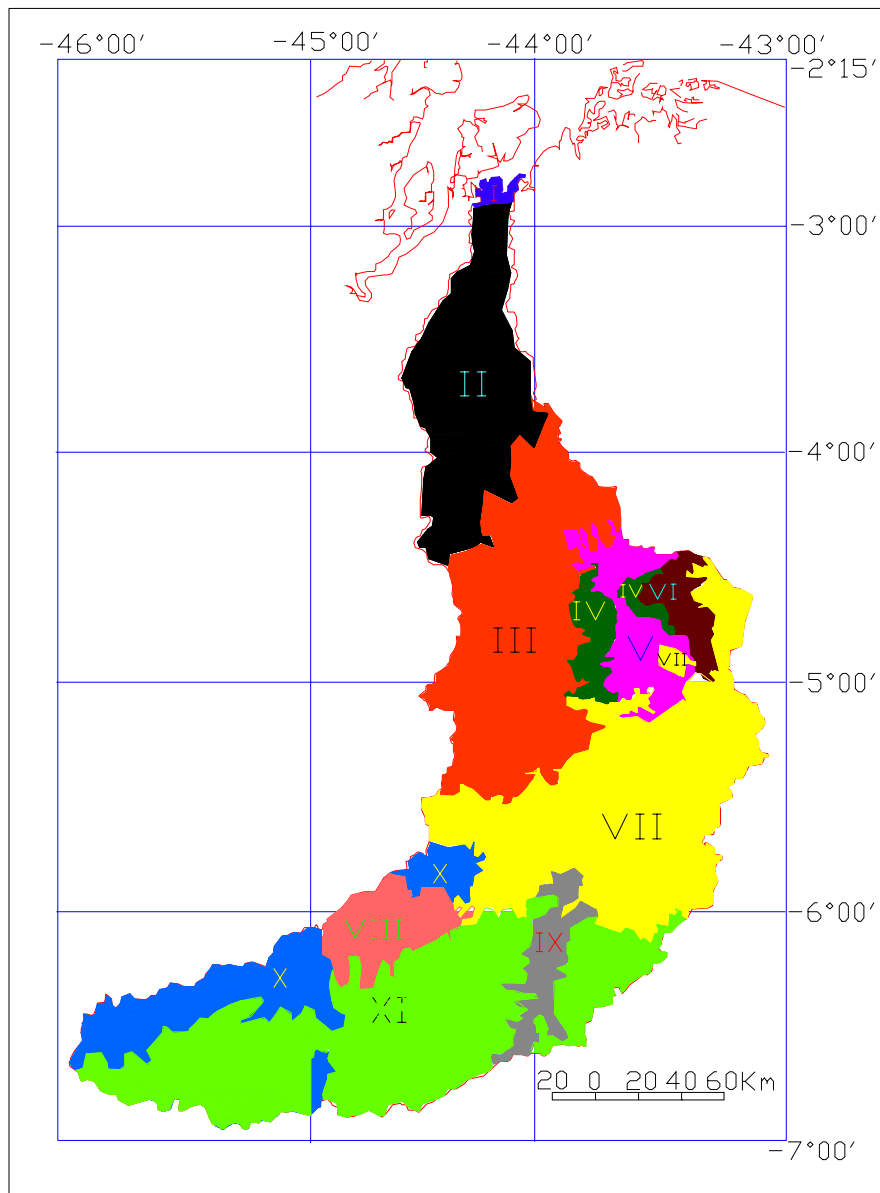 -46°00′ -45°00′ -44°00′ -43°00′
-2°15′
I
-3°00′
II
-4°00′
IV VI
IV
III V VII
-5°00′
VII
X
-6°00′
VIII IX
X
XI
20 0 20 40 60Km
-7°00′